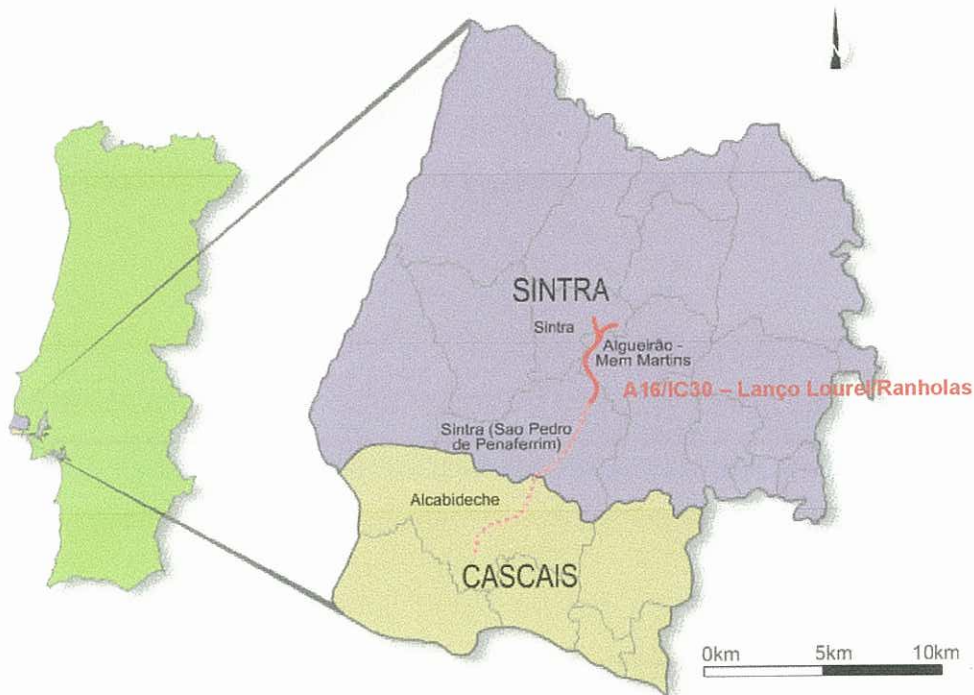 SINTRA
Sintra
Algueirão -
Mem Martins
A16/IC30 – Lanço Lourel/Ranholas
Sintra (Sao Pedro
de Penaferrim)
Alcabideche
CASCAIS
0km 5km 10km